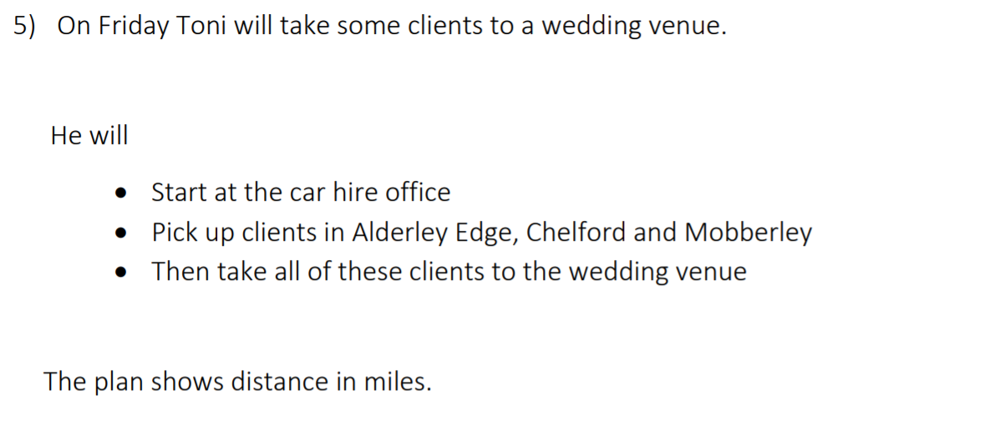 5) On Friday Toni will take some clients to a wedding venue.
He will
• Start at the car hire office
• Pick up clients in Alderley Edge, Chelford and Mobberley
• Then take all of these clients to the wedding venue
The plan shows distance in miles.